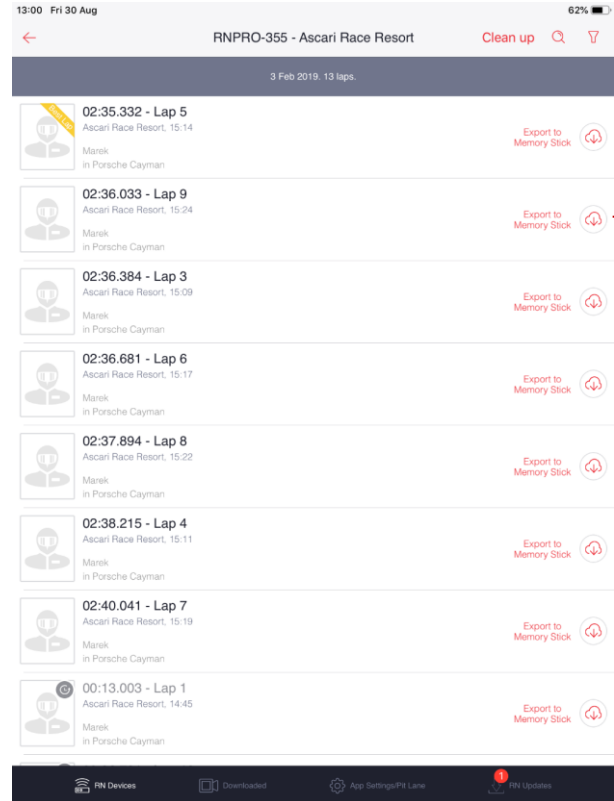 13:00 Fri 30 Aug 62%
RNPRO-355 - Ascari Race Resort Clean up
3 Feb 2019. 13 laps.
Best Lap
02:35.332 - Lap 5
Ascari Race Resort, 15:14
Export to
Memory Stick
Marek
in Porsche Cayman
02:36.033 - Lap 9
Ascari Race Resort, 15:24
Export to
Memory Stick
Marek
in Porsche Cayman
02:36.384 - Lap 3
Ascari Race Resort, 15:09
Export to
Memory Stick
Marek
in Porsche Cayman
02:36.681 - Lap 6
Ascari Race Resort, 15:17
Export to
Memory Stick
Marek
in Porsche Cayman
02:37.894 - Lap 8
Ascari Race Resort, 15:22
Export to
Memory Stick
Marek
in Porsche Cayman
02:38.215 - Lap 4
Ascari Race Resort, 15:11
Export to
Memory Stick
Marek
in Porsche Cayman
02:40.041 - Lap 7
Ascari Race Resort, 15:19
Export to
Memory Stick
Marek
in Porsche Cayman
00:13.003 - Lap 1
Ascari Race Resort, 14:45
Export to
Memory Stick
Marek
in Porsche Cayman
RN Devices Downloaded App Settings/Pit Lane 1 RN Updates